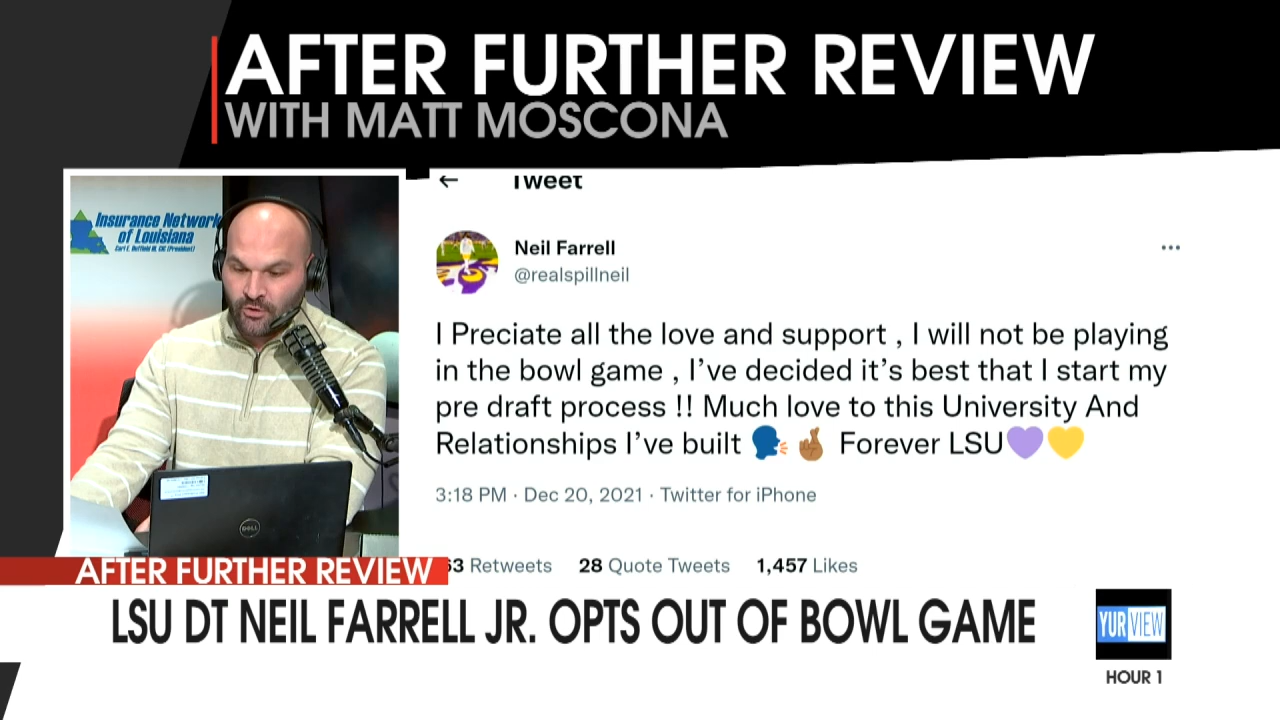 AFTER FURTHER REVIEW
WITH MATT MOSCONA
Insurance Network
of Louisiana
Tweet
Neil Farrell
@realspillneil
I Preciate all the love and support , I will not be playing
in the bowl game , I’ve decided it’s best that I start my
pre draft process !! Much love to this University And
Relationships I’ve built 🗣️🤞🏾 Forever LSU💜💛
3:18 PM · Dec 20, 2021 · Twitter for iPhone
Retweets 28 Quote Tweets 1,457 Likes
DELL
AFTER FURTHER REVIEW
LSU DT NEIL FARRELL JR. OPTS OUT OF BOWL GAME
YURVIEW
HOUR 1